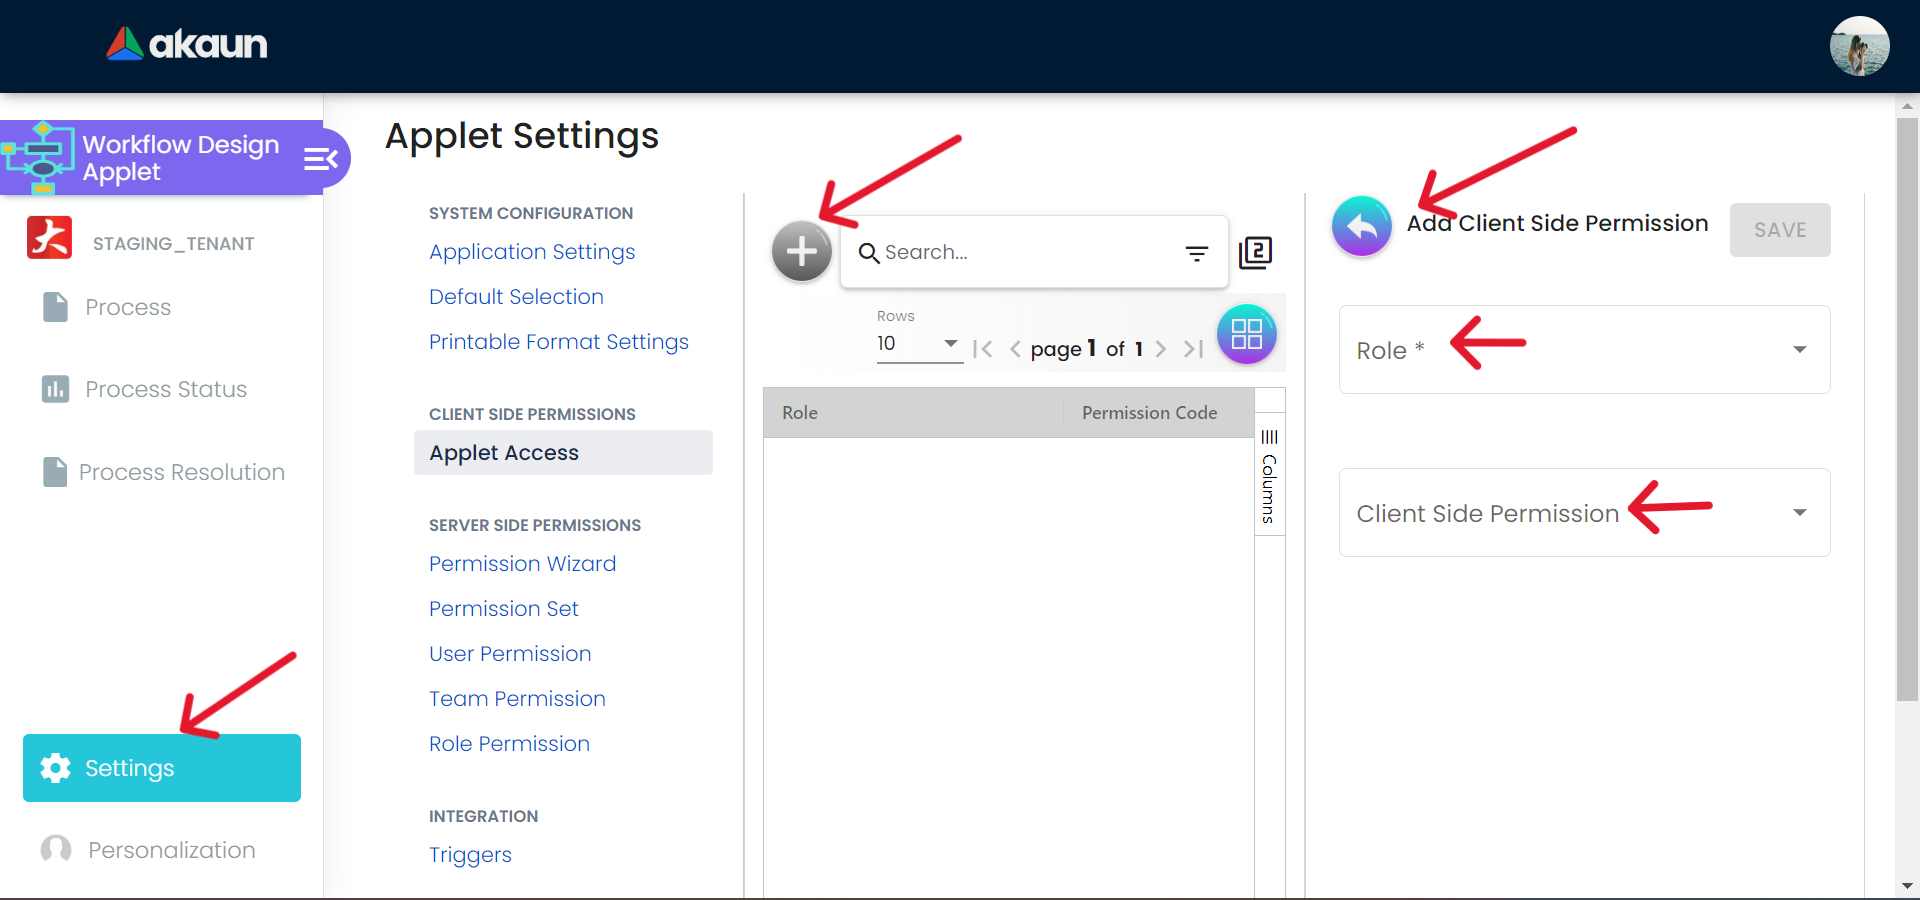 akaun
Workflow Design
Applet
STAGING_TENANT
Process
Process Status
Process Resolution
Settings
Personalization
Applet Settings
SYSTEM CONFIGURATION
Application Settings
Default Selection
Printable Format Settings
CLIENT SIDE PERMISSIONS
Applet Access
SERVER SIDE PERMISSIONS
Permission Wizard
Permission Set
User Permission
Team Permission
Role Permission
INTEGRATION
Triggers
Search...
2
Rows
10
page 1 of 1
Role Permission Code
Columns
Add Client Side Permission
SAVE
Role *
Client Side Permission